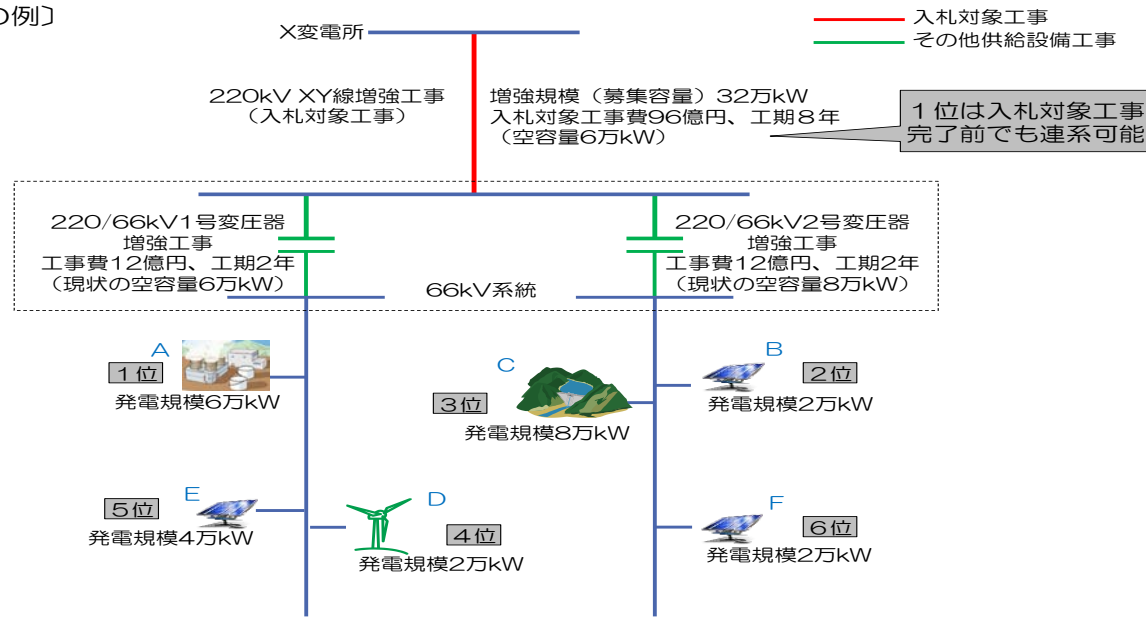 の例〕
入札対象工事
その他供給設備工事
X変電所
220kV XY線増強工事
（入札対象工事）
増強規模（募集容量）32万kW
入札対象工事費96億円、工期８年
（空容量6万kW）
１位は入札対象工事
完了前でも連系可能
220/66kV1号変圧器
増強工事
工事費12億円、工期2年
（現状の空容量6万kW）
66kV系統
220/66kV2号変圧器
増強工事
工事費12億円、工期2年
（現状の空容量8万kW）
A
１位
発電規模6万kW
C
３位
発電規模8万kW
B
２位
発電規模2万kW
E
５位
発電規模4万kW
D
４位
発電規模2万kW
F
６位
発電規模2万kW